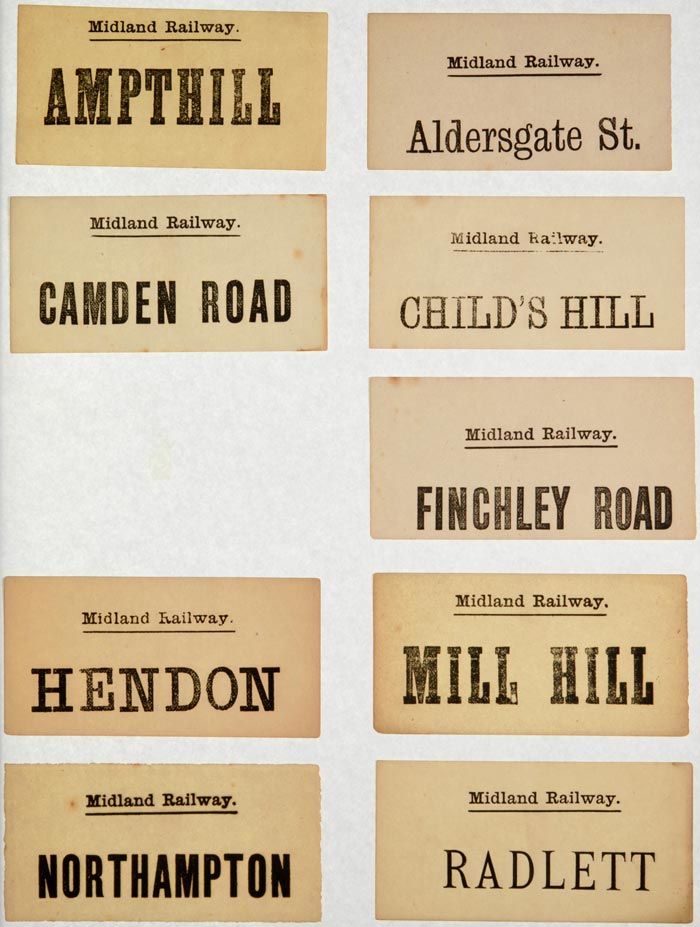 Midland Railway.
AMPTHILL
Midland Railway.
Aldersgate St.
Midland Railway.
CAMDEN ROAD
Midland Railway.
CHILD'S HILL
Midland Railway.
FINCHLEY ROAD
Midland Railway.
HENDON
Midland Railway.
MILL HILL
Midland Railway.
NORTHAMPTON
Midland Railway.
RADLETT